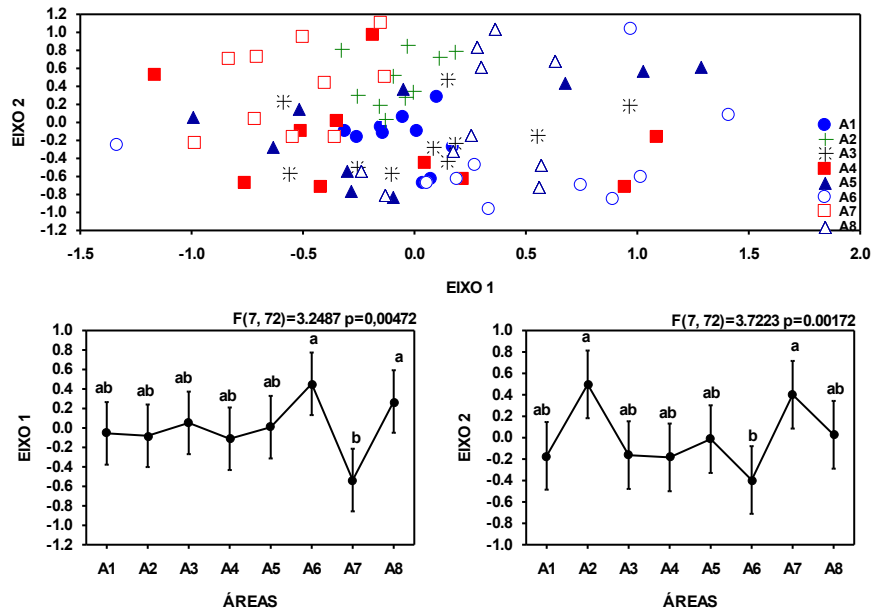 1.2
1.0
0.8
0.6
0.4
0.2
0.0
-0.2
-0.4
-0.6
-0.8
-1.0
-1.2
EIXO 2
-1.5 -1.0 -0.5 0.0 0.5 1.0 1.5 2.0
EIXO 1
A1
A2
A3
A4
A5
A6
A7
A8
F(7, 72)=3.2487 p=0,00472
1.0
0.8
0.6
0.4
0.2
0.0
-0.2
-0.4
-0.6
-0.8
-1.0
-1.2
EIXO 1
ab ab ab ab ab a b a
A1 A2 A3 A4 A5 A6 A7 A8
ÁREAS
F(7, 72)=3.7223 p=0.00172
1.0
0.8
0.6
0.4
0.2
0.0
-0.2
-0.4
-0.6
-0.8
-1.0
EIXO 2
ab a ab ab ab b a ab
A1 A2 A3 A4 A5 A6 A7 A8
ÁREAS